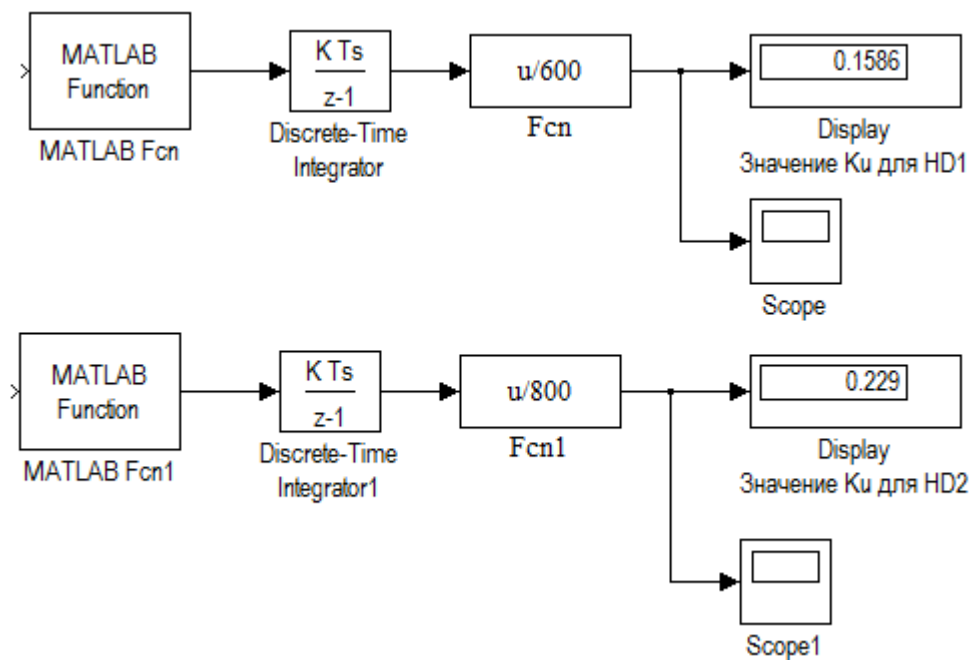 MATLAB
Function
MATLAB Fcn
K Ts
z-1
Discrete-Time
Integrator
u/600
Fcn
0.1586
Display
Значение Ku для HD1
Scope
MATLAB
Function
MATLAB Fcn1
K Ts
z-1
Discrete-Time
Integrator1
u/800
Fcn1
0.229
Display
Значение Ku для HD2
Scope1